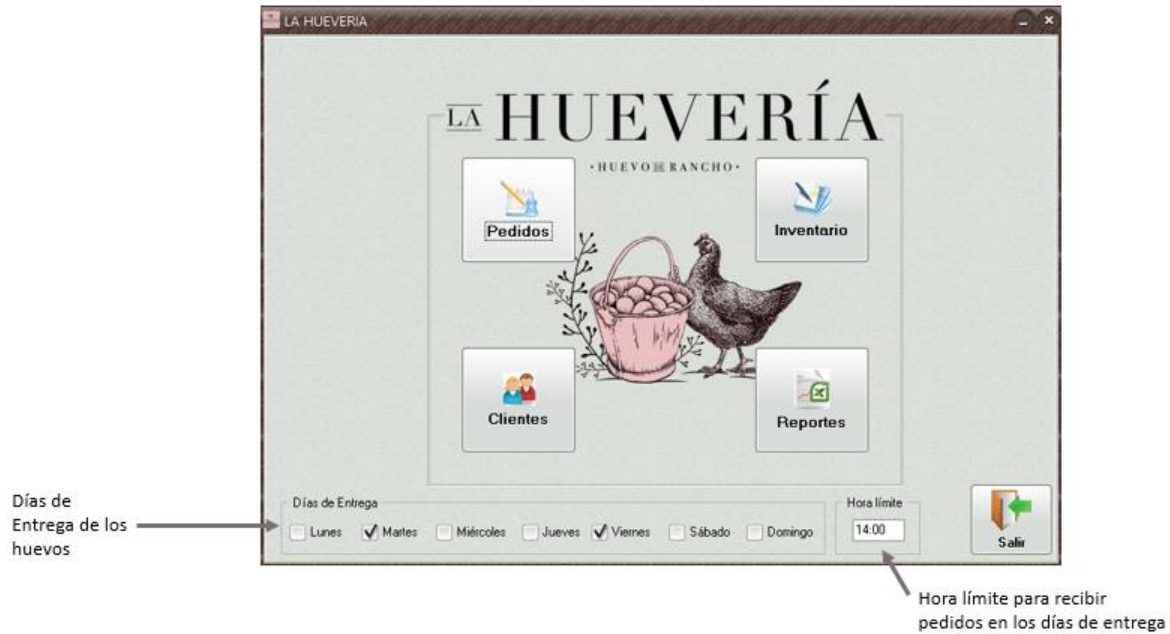 LA HUEVERIA
LA HUEVERÍA
·HUEVO DE RANCHO·
Pedidos
Inventario
Clientes
Reportes
Días de
Entrega de los
huevos
Días de Entrega
Lunes Martes Miércoles Jueves Viernes Sábado Domingo
Hora límite
14:00
Salir
Hora límite para recibir
pedidos en los días de entrega